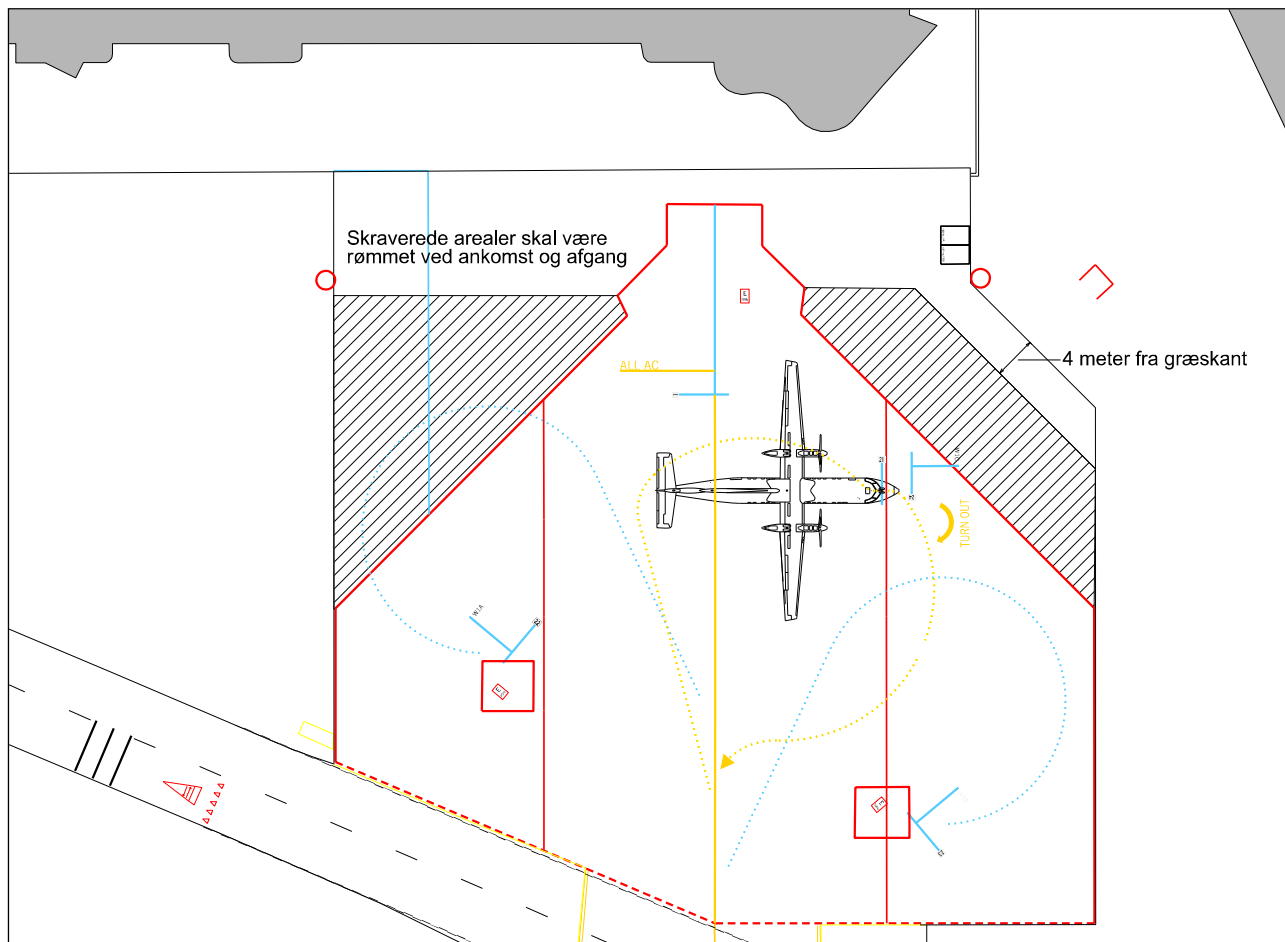 Skraverede arealer skal være
rømmet ved ankomst og afgang
4 meter fra græskant
ALL AC
TURN OUT